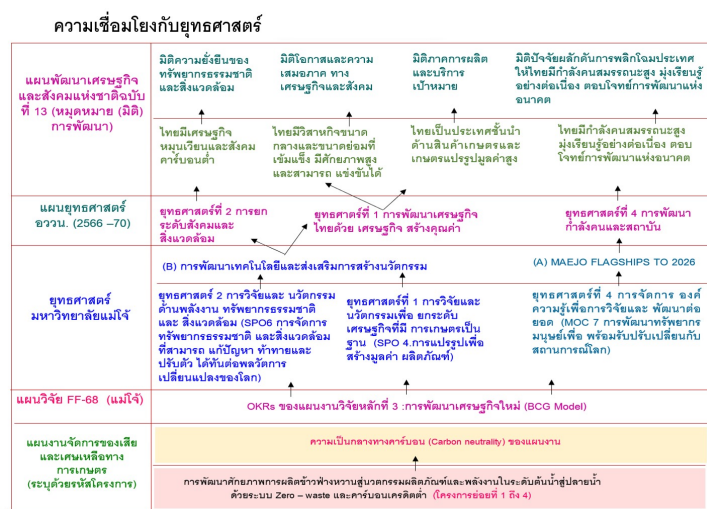 ความเชื่อมโยงกับยุทธศาสตร์
แผนพัฒนาเศรษฐกิจ
และสังคมแห่งชาติฉบับ
ที่ 13 (หมุดหมาย (มิติ)
การพัฒนา)
มิติความยั่งยืนของ
ทรัพยากรธรรมชาติ
และสิ่งแวดล้อม
มิติโอกาสและความ
เสมอภาค ทาง
เศรษฐกิจและสังคม
มิติภาคการผลิต
และบริการ
เป้าหมาย
มิติปัจจัยผลักดันการพลิกโฉมประเทศ
ให้ไทยมีกำลังคนสมรรถนะสูง มุ่งเรียนรู้
อย่างต่อเนื่อง ตอบโจทย์การพัฒนาแห่ง
อนาคต
ไทยมีเศรษฐกิจ
หมุนเวียนและสังคม
คาร์บอนต่ำ
ไทยมีวิสาหกิจขนาด
กลางและขนาดย่อมที่
เข้มแข็ง มีศักยภาพสูง
และสามารถ แข่งขันได้
ไทยเป็นประเทศชั้นนำ
ด้านสินค้าเกษตรและ
เกษตรแปรรูปมูลค่าสูง
ไทยมีกำลังคนสมรรถนะสูง
มุ่งเรียนรู้อย่างต่อเนื่อง ตอบ
โจทย์การพัฒนาแห่งอนาคต
แผนยุทธศาสตร์
อววน. (2566 –70)
ยุทธศาสตร์ที่ 2 การยก
ระดับสังคมและ
สิ่งแวดล้อม
ยุทธศาตร์ที่ 1 การพัฒนาเศรษฐกิจ
ไทยด้วย เศรษฐกิจ สร้างคุณค่า
ยุทธศาตร์ที่ 4 การพัฒนา
กำลังคนและสถาบัน
ยุทธศาสตร์
มหาวิทยาลัยแม่โจ้
(B) การพัฒนาเทคโนโลยีและส่งเสริมการสร้างนวัตกรรม
(A) MAEJO FLAGSHIPS TO 2026
ยุทธศาสตร์ 2 การวิจัยและ นวัตกรรม
ด้านพลังงาน ทรัพยากรธรรมชาติ
และ สิ่งแวดล้อม (SPO6 การจัดการ
ทรัพยากรธรรมชาติ และสิ่งแวดล้อม
ที่สามารถ แก้ปัญหา ท้าทายและ
ปรับตัว ได้ทันต่อพลวัตการ
เปลี่ยนแปลงของโลก)
ยุทธศาสตร์ที่ 1 การวิจัยและ
นวัตกรรมเพื่อ ยกระดับ
เศรษฐกิจที่มี การเกษตรเป็น
ฐาน (SPO 4.การแปรรูปเพื่อ
สร้างมูลค่า ผลิตภัณฑ์)
ยุทธศาสตร์ที่ 4 การจัดการ องค์
ความรู้เพื่อการวิจัยและ พัฒนาต่อ
ยอด (MOC 7 การพัฒนาทรัพยากร
มนุษย์เพื่อ พร้อมรับปรับเปลี่ยนกับ
สถานการณ์โลก)
แผนวิจัย FF-68 (แม่โจ้)
OKRs ของแผนงานวิจัยหลักที่ 3 :การพัฒนาเศรษฐกิจใหม่ (BCG Model)
แผนงานจัดการของเสีย
และเศษเหลือทาง
การเกษตร
(ระบุด้วยรหัสโครงการ)
ความเป็นกลางทางคาร์บอน (Carbon neutrality) ของแผนงาน
การพัฒนาศักยภาพการผลิตข้าวฟ่างหวานสู่นวตกรรมผลิตภัณฑ์และพลังงานในระดับต้นน้ำสู่ปลายน้ำ
ด้วยระบบ Zero – waste และคาร์บอนเครดิตต่ำ (โครงการย่อยที่ 1 ถึง 4)